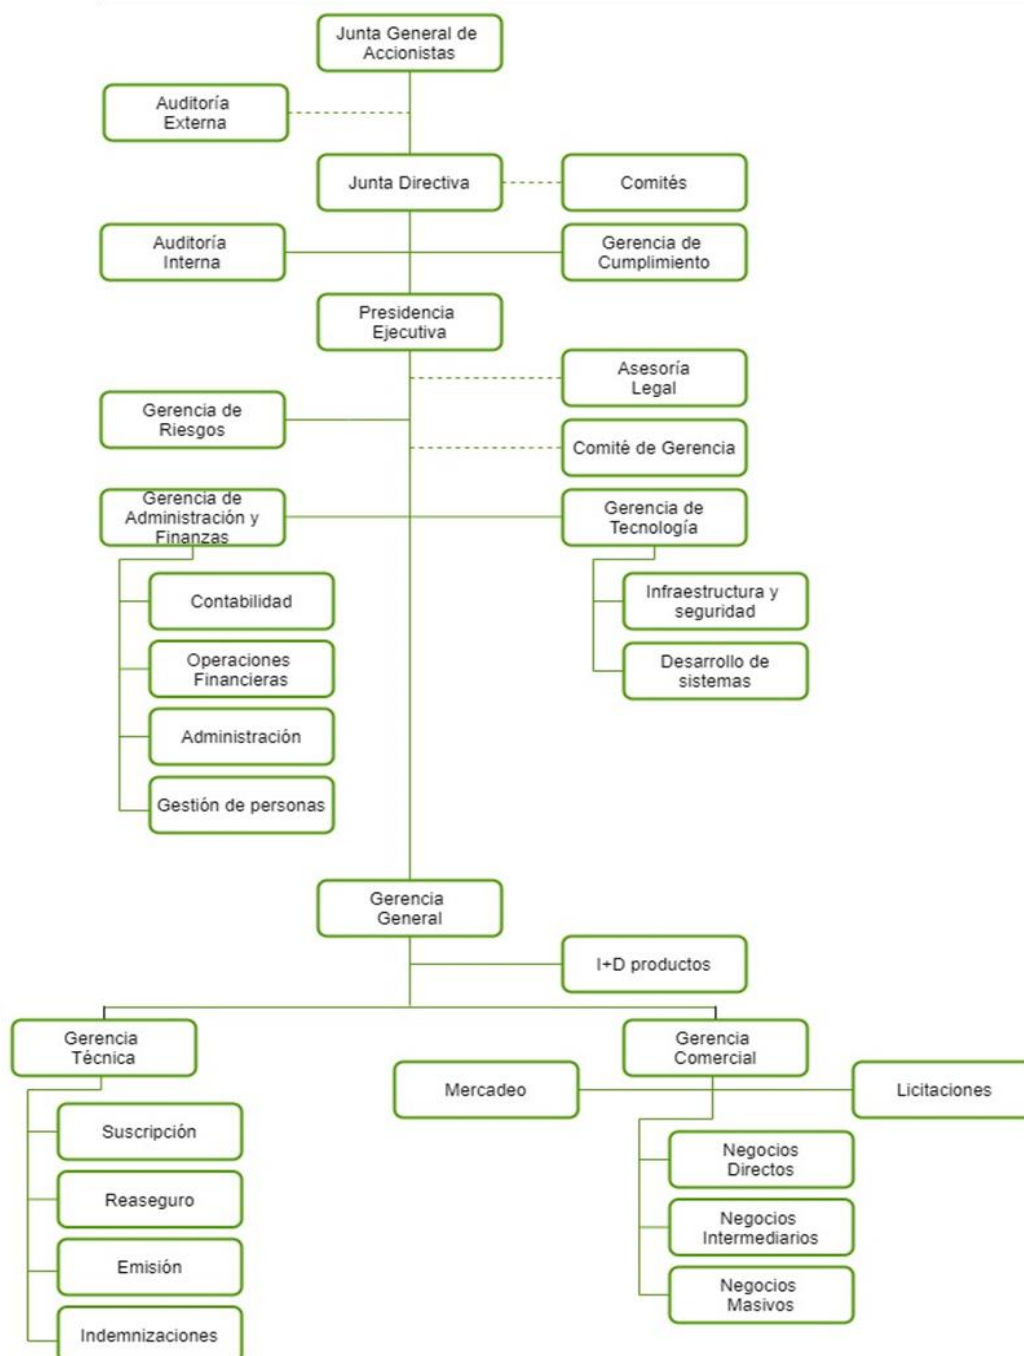 Junta General de
Accionistas
Auditoría
Externa
Junta Directiva
Comités
Auditoría
Interna
Gerencia de
Cumplimiento
Presidencia
Ejecutiva
Asesoría
Legal
Gerencia de
Riesgos
Comité de Gerencia
Gerencia de
Administración y
Finanzas
Gerencia de
Tecnología
Contabilidad
Operaciones
Financieras
Administración
Gestión de personas
Infraestructura y
seguridad
Desarrollo de
sistemas
Gerencia
General
I+D productos
Gerencia
Técnica
Suscripción
Reaseguro
Emisión
Indemnizaciones
Gerencia
Comercial
Mercadeo
Licitaciones
Negocios
Directos
Negocios
Intermediarios
Negocios
Masivos